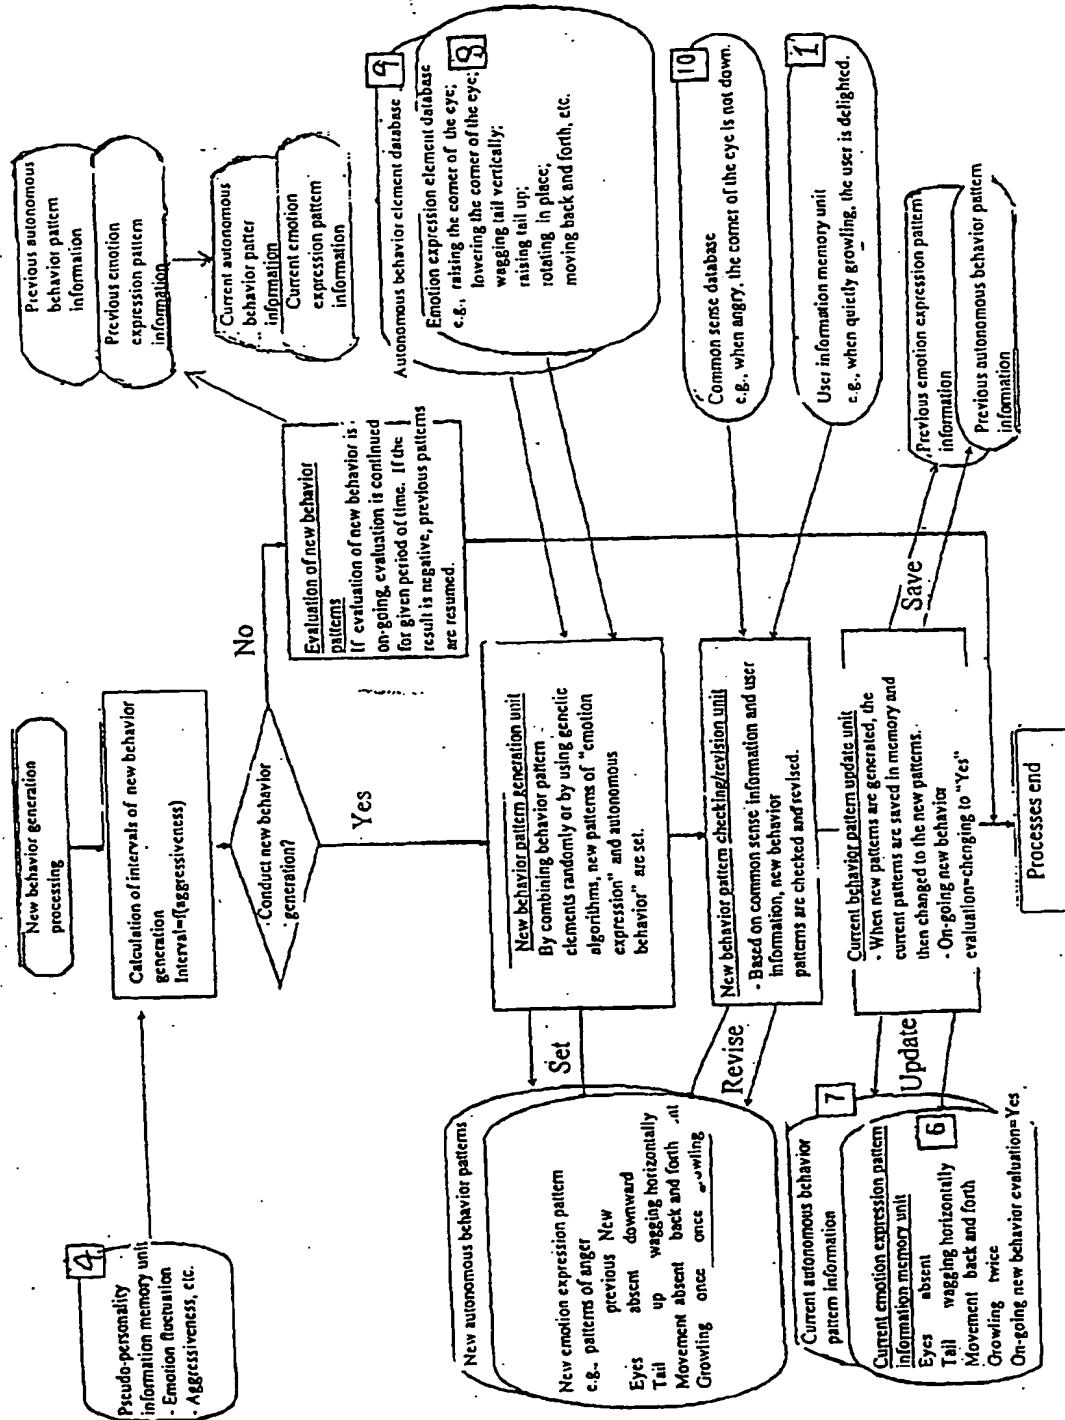 New behavior generation
processing
4
Pseudo-personality
information memory unit
· Emotion fluctuation
· Aggressiveness, etc.
Calculation of intervals of new behavior
generation
Interval=f(aggressiveness)
Conduct new behavior
generation?
No
Yes
Evaluation of new behavior
patterns
If evaluation of new behavior is
on-going, evaluation is continued
for given period of time. If the
result is negative, previous patterns
are resumed.
Previous autonomous
behavior pattern
information
Previous emotion
expression pattern
information
Current autonomous
behavior patter
information
Current emotion
expression pattern
information
9
Autonomous behavior element database
8
Emotion expression element database
e.g., raising the corner of the eye;
lowering the corner of the eye;
wagging tail vertically;
raising tail up;
rotating in place;
moving back and forth, etc.
New behavior pattern generation unit
By combining behavior pattern
elements randomly or by using genetic
algorithms, new patterns of "emotion
expression" and autonomous
behavior" are set.
Set
New autonomous behavior patterns
New emotion expression pattern
e.g., patterns of anger
previous New
Eyes absent downward
Tail up wagging horizontally
Movement absent back and forth
Growling once once growling
10
Common sense database
e.g., when angry, the corner of the eye is not down.
1
User information memory unit
e.g., when quietly growling, the user is delighted.
New behavior pattern checking/revision unit
· Based on common sense information and user
information, new behavior
patterns are checked and revised.
Revise
Current behavior pattern update unit
· When new patterns are generated, the
current patterns are saved in memory and
then changed to the new patterns.
· On-going new behavior
evaluation=chenging to "Yes"
Save
Previous emotion expression pattern
information
Previous autonomous behavior pattern
information
Update
7
Current autonomous behavior
pattern information
6
Current emotion expression pattern
information memory unit
Eyes absent
Tail wagging horizontally
Movement back and forth
Growling twice
On-going new behavior evaluation=Yes
Processes end